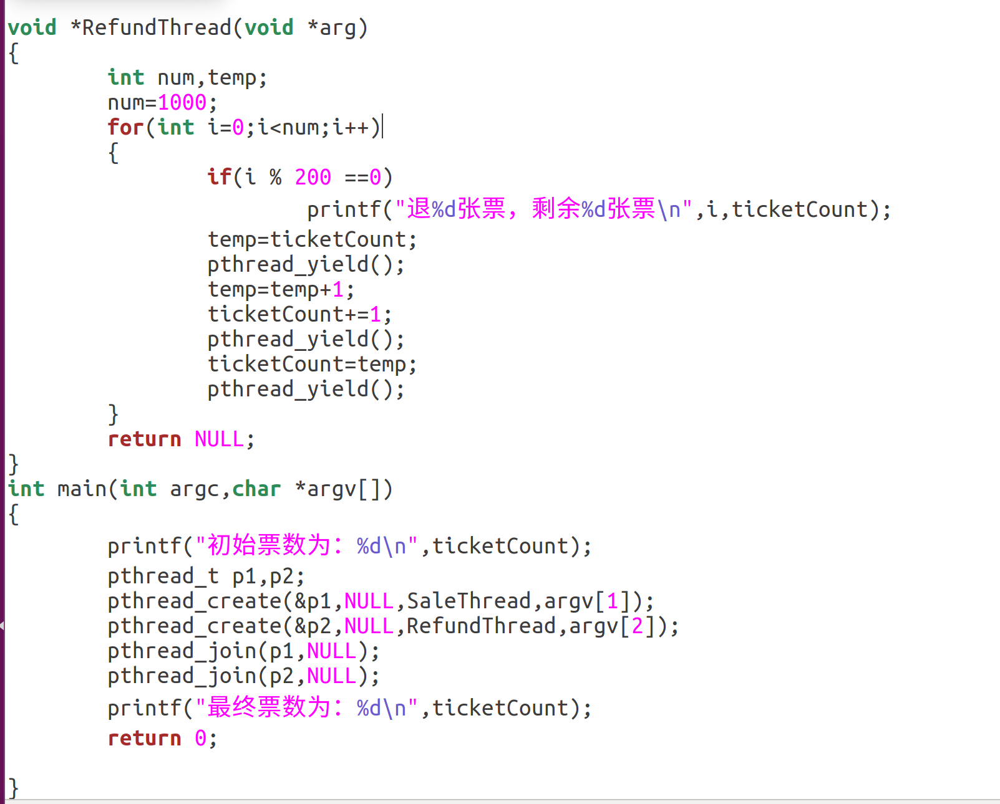 void *RefundThread(void *arg)
{
        int num,temp;
        num=1000;
        for(int i=0;i<num;i++)
        {
                if(i % 200 ==0)
                        printf("退%d张票，剩余%d张票\n",i,ticketCount);
                temp=ticketCount;
                pthread_yield();
                temp=temp+1;
                ticketCount+=1;
                pthread_yield();
                ticketCount=temp;
                pthread_yield();
        }
        return NULL;
}
int main(int argc,char *argv[])
{
        printf("初始票数为：%d\n",ticketCount);
        pthread_t p1,p2;
        pthread_create(&p1,NULL,SaleThread,argv[1]);
        pthread_create(&p2,NULL,RefundThread,argv[2]);
        pthread_join(p1,NULL);
        pthread_join(p2,NULL);
        printf("最终票数为：%d\n",ticketCount);
        return 0;
}